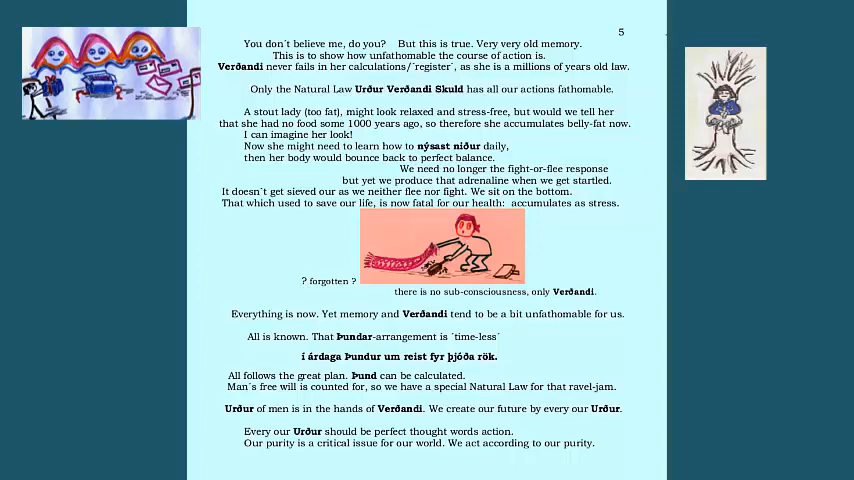 5
You don´t believe me, do you? But this is true. Very very old memory.
This is to show how unfathomable the course of action is.
Verðandi never fails in her calculations/´register´, as she is a millions of years old law.
Only the Natural Law Urður Verðandi Skuld has all our actions fathomable.
A stout lady (too fat), might look relaxed and stress-free, but would we tell her
that she had no food some 1000 years ago, so therefore she accumulates belly-fat now.
I can imagine her look!
Now she might need to learn how to nýsast niður daily,
then her body would bounce back to perfect balance.
We need no longer the fight-or-flee response
but yet we produce that adrenaline when we get startled.
It doesn´t get sieved our as we neither flee nor fight. We sit on the bottom.
That which used to save our life, is now fatal for our health: accumulates as stress.
? forgotten ?
there is no sub-consciousness, only Verðandi.
Everything is now. Yet memory and Verðandi tend to be a bit unfathomable for us.
All is known. That Þundar-arrangement is ´time-less´
í árdaga Þundur um reist fyr þjóða rök.
All follows the great plan. Þund can be calculated.
Man´s free will is counted for, so we have a special Natural Law for that ravel-jam.
Urður of men is in the hands of Verðandi. We create our future by every our Urður.
Every our Urður should be perfect thought words action.
Our purity is a critical issue for our world. We act according to our purity.